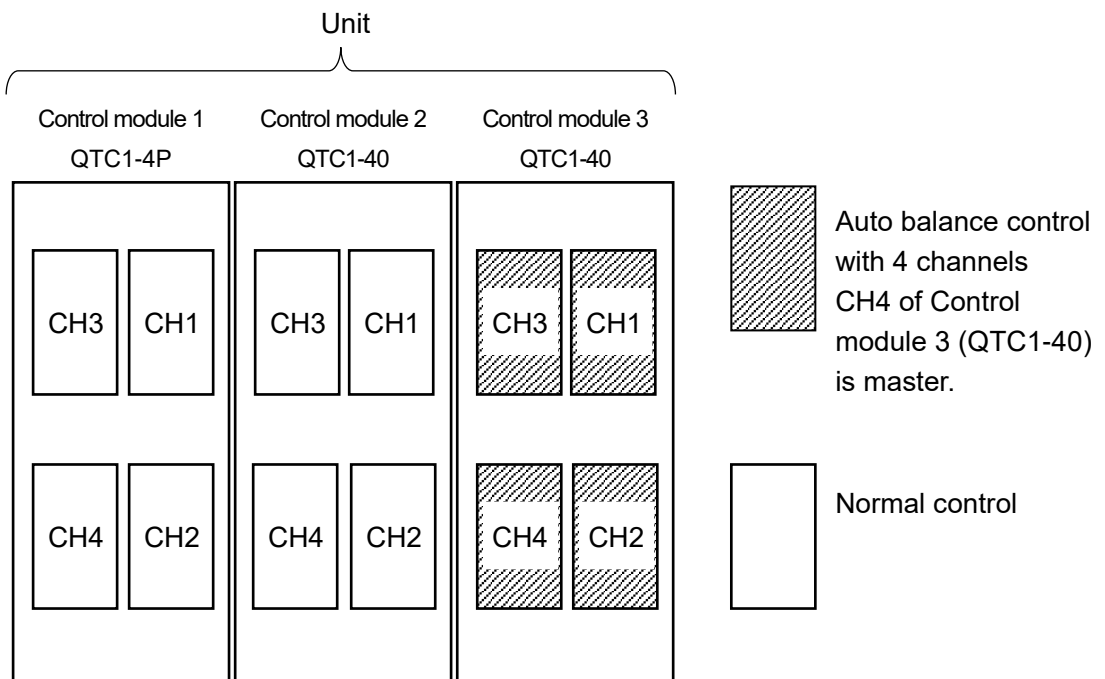 Unit
Control module 1
QTC1-4P
Control module 2
QTC1-40
Control module 3
QTC1-40
CH3
CH1
CH3
CH1
CH3
CH1
CH4
CH2
CH4
CH2
CH4
CH2
Auto balance control
with 4 channels
CH4 of Control
module 3 (QTC1-40)
is master.
Normal control